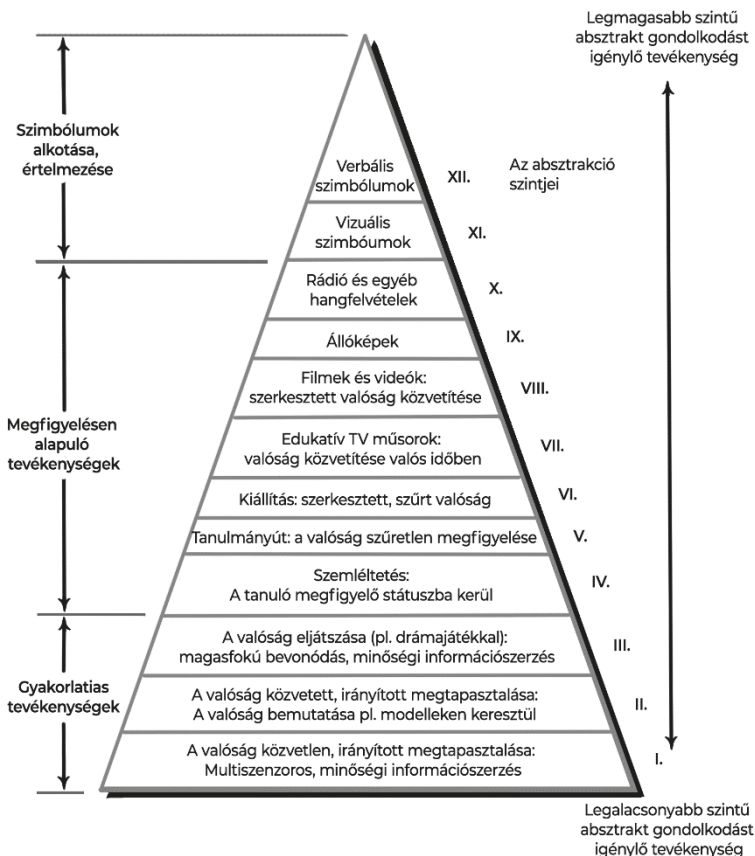 Legmagasabb szintű
absztrakt gondolkodást
igénylő tevékenység
Szimbólumok
alkotása,
értelmezése
Verbális
szimbólumok
XII.
Az absztrakció
szintjei
Vizuális
szimbóumok
XI.
Rádió és egyéb
hangfelvételek
X.
Állóképek
IX.
Filmek és videók:
szerkesztett valóság közvetítése
VIII.
Megfigyelésen
alapuló
tevékenységek
Edukatív TV műsorok:
valóság közvetítése valós időben
VII.
Kiállítás: szerkesztett, szűrt valóság
VI.
Tanulmányút: a valóság szűretlen megfigyelése
V.
Szemléltetés:
A tanuló megfigyelő státuszba kerül
IV.
A valóság eljátszása (pl. drámajátékkal):
magasfokú bevonódás, minőségi információszerzés
III.
Gyakorlatias
tevékenységek
A valóság közvetett, irányított megtapasztalása:
A valóság bemutatása pl. modelleken keresztül
II.
A valóság közvetlen, irányított megtapasztalása:
Multiszenzoros, minőségi információszerzés
I.
Legalacsonyabb szintű
absztrakt gondolkodást
igénylő tevékenység